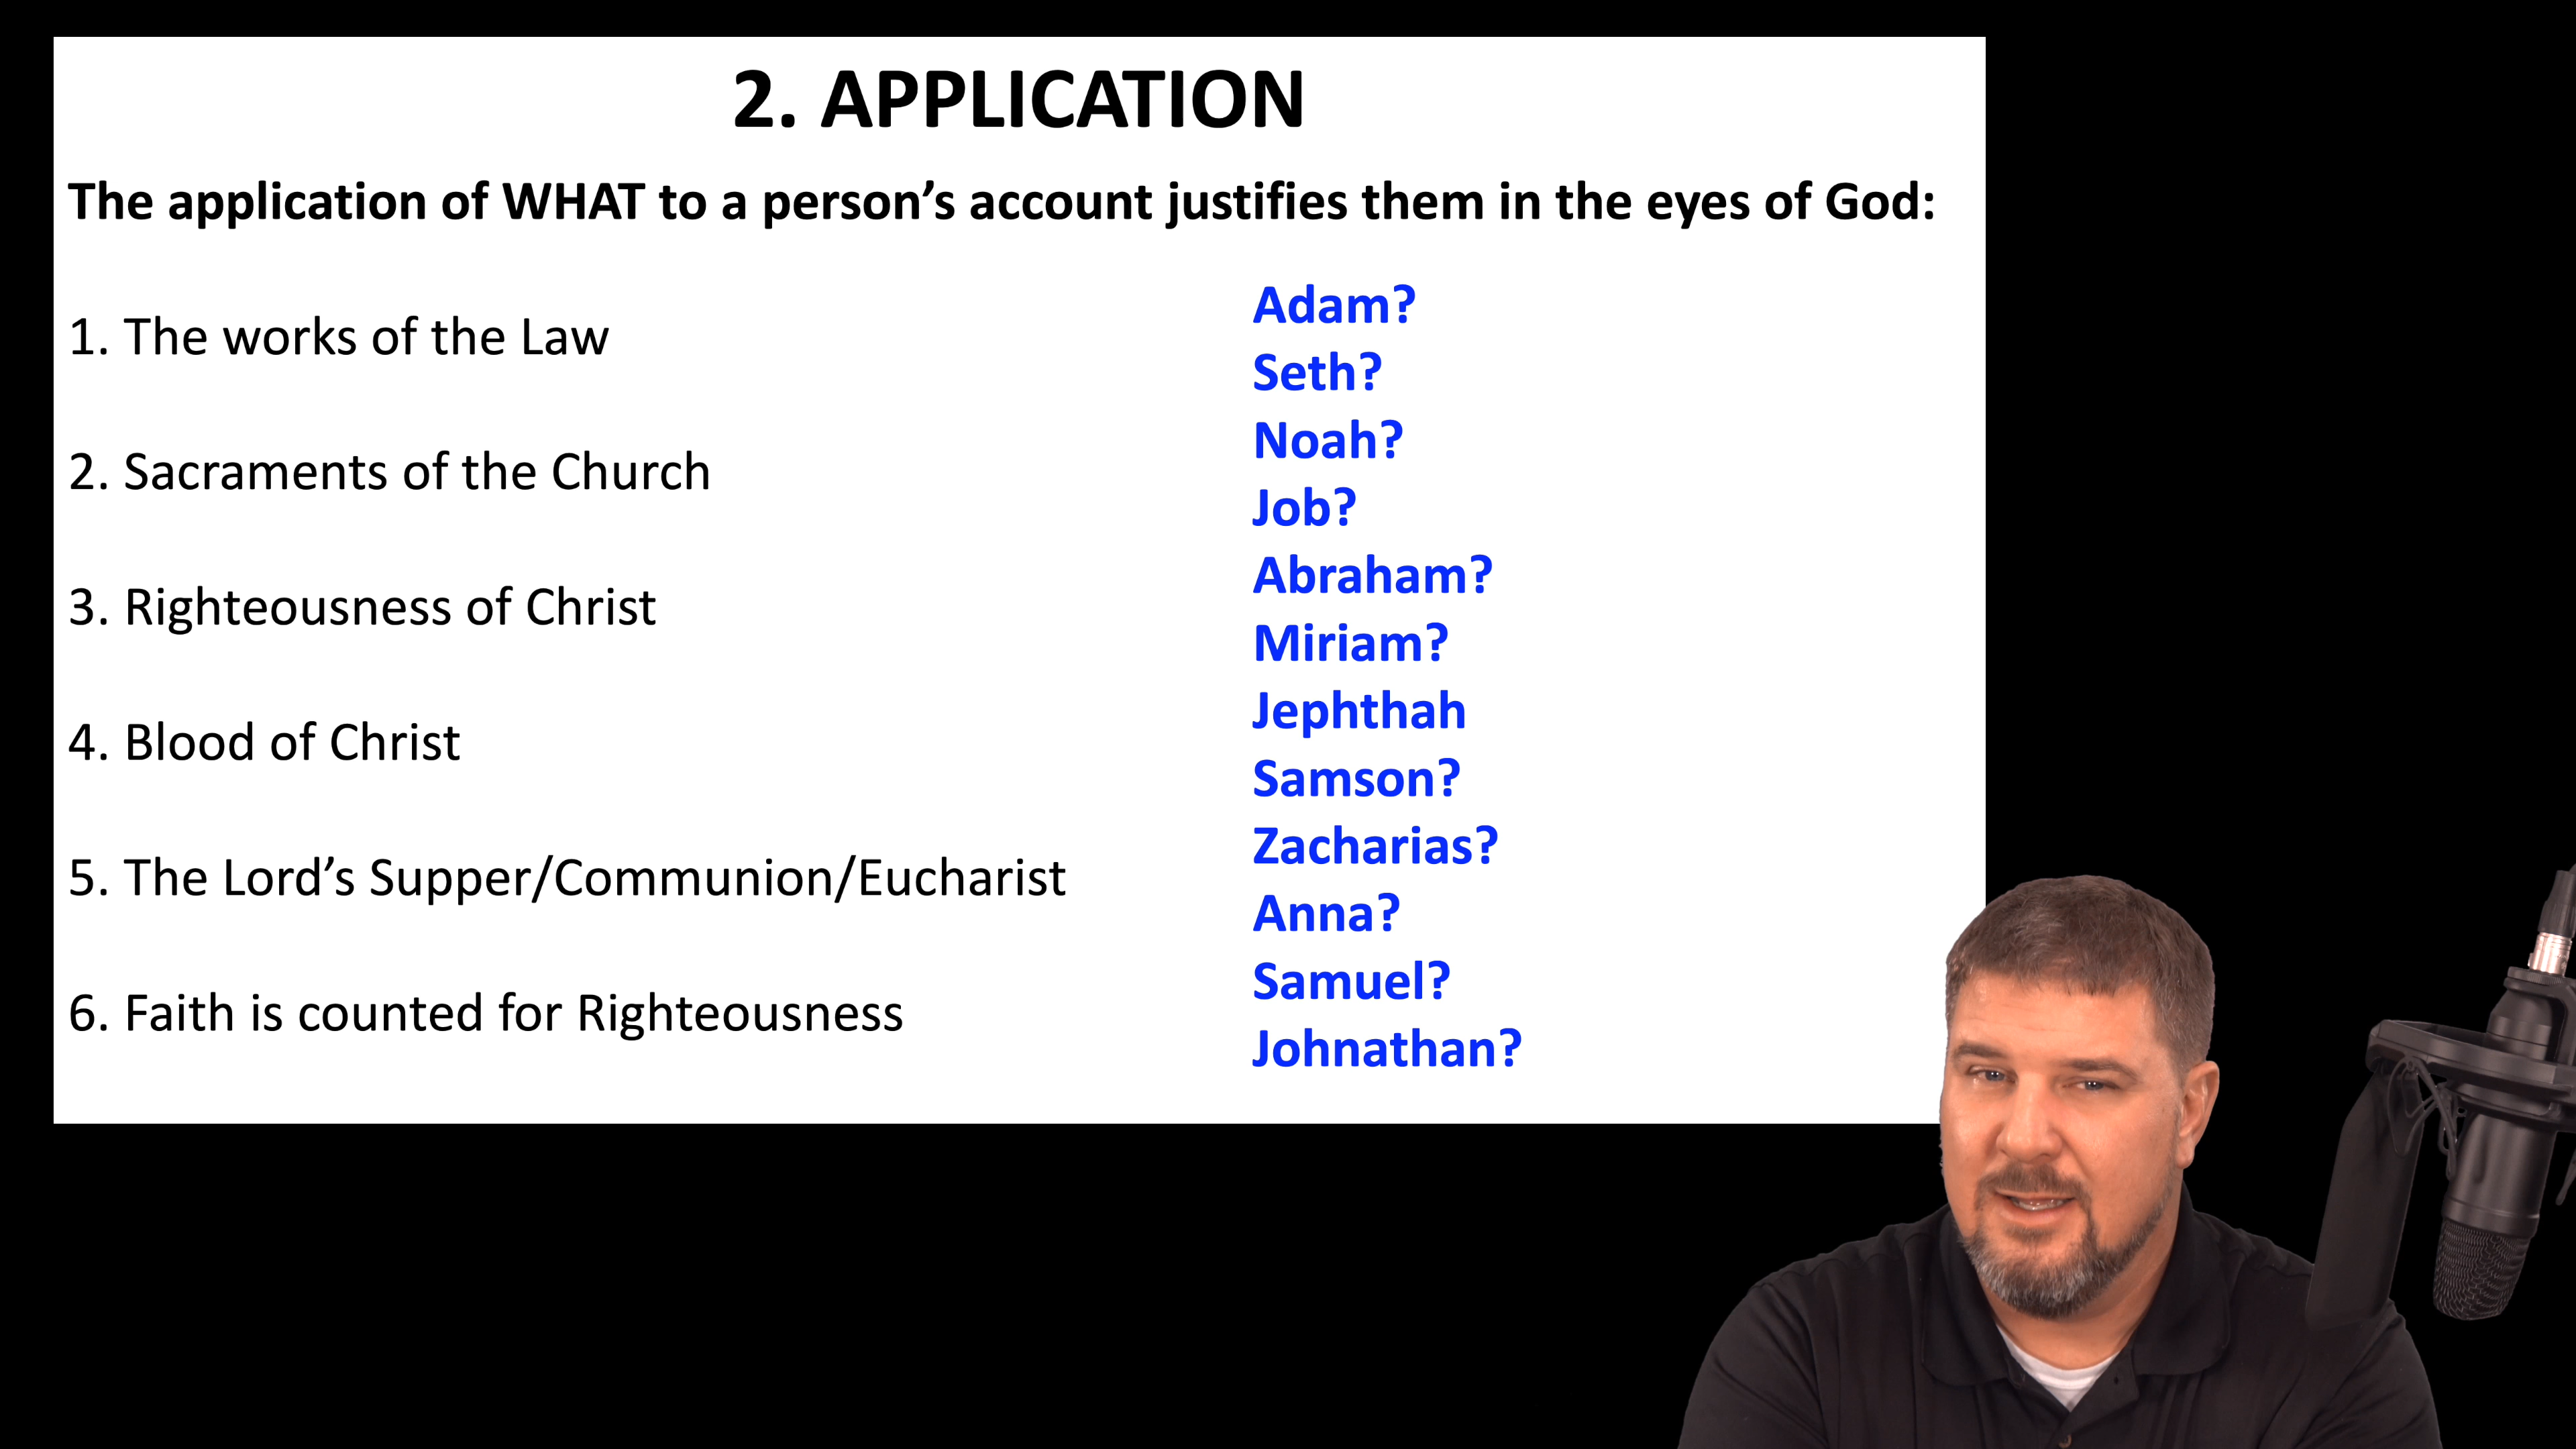 2. APPLICATION
The application of WHAT to a person’s account justifies them in the eyes of God:
1. The works of the Law
2. Sacraments of the Church
3. Righteousness of Christ
4. Blood of Christ
5. The Lord’s Supper/Communion/Eucharist
6. Faith is counted for Righteousness
Adam?
Seth?
Noah?
Job?
Abraham?
Miriam?
Jephthah
Samson?
Zacharias?
Anna?
Samuel?
Johnathan?